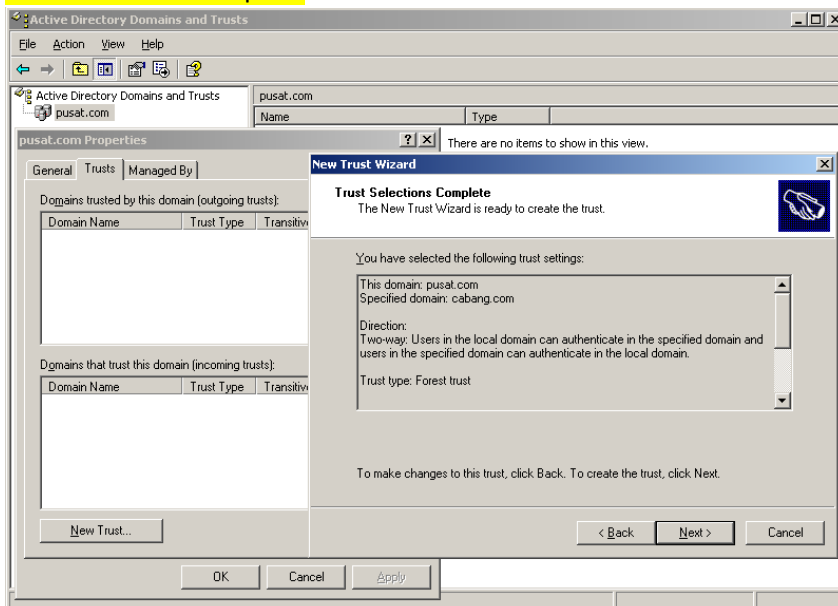 Active Directory Domains and Trusts
File Action View Help
Active Directory Domains and Trusts
pusat.com
pusat.com
Name Type
There are no items to show in this view.
pusat.com Properties
General Trusts Managed By
Domains trusted by this domain (outgoing trusts):
Domain Name Trust Type
Domains that trust this domain (incoming trusts):
Domain Name Trust Type
New Trust...
OK Cancel Apply
New Trust Wizard
Trust Selections Complete
The New Trust Wizard is ready to create the trust.
You have selected the following trust settings:
This domain: pusat.com
Specified domain: cabang.com
Direction:
Two-way: Users in the local domain can authenticate in the specified domain and
users in the specified domain can authenticate in the local domain.
Trust type: Forest trust
To make changes to this trust, click Back. To create the trust, click Next.
< Back Next > Cancel